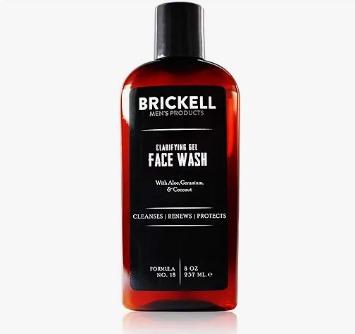 BRICKELL
MEN'S PRODUCTS
CLARIFYING GEL
FACE WASH
With Aloe, Geranium,
& Coconut
CLEANSES | RENEWS | PROTECTS
FORMULA 8 OZ
NO. 18 237 ML ℮